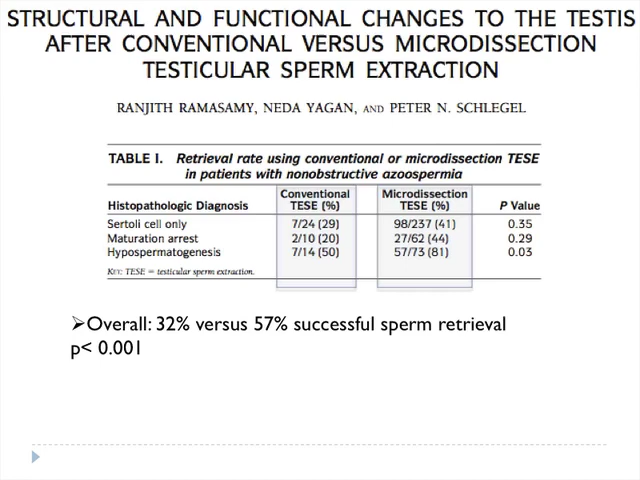 STRUCTURAL AND FUNCTIONAL CHANGES TO THE TESTIS
AFTER CONVENTIONAL VERSUS MICRODISSECTION
TESTICULAR SPERM EXTRACTION
RANJITH RAMASAMY, NEDA YAGAN, AND PETER N. SCHLEGEL
TABLE I. Retrieval rate using conventional or microdissection TESE
in patients with nonobstructive azoospermia
Histopathologic Diagnosis Conventional TESE (%) Microdissection TESE (%) P Value
Sertoli cell only 7/24 (29) 98/237 (41) 0.35
Maturation arrest 2/10 (20) 27/62 (44) 0.29
Hypospermatogenesis 7/14 (50) 57/73 (81) 0.03
KEY: TESE = testicular sperm extraction.
➢Overall: 32% versus 57% successful sperm retrieval
p< 0.001